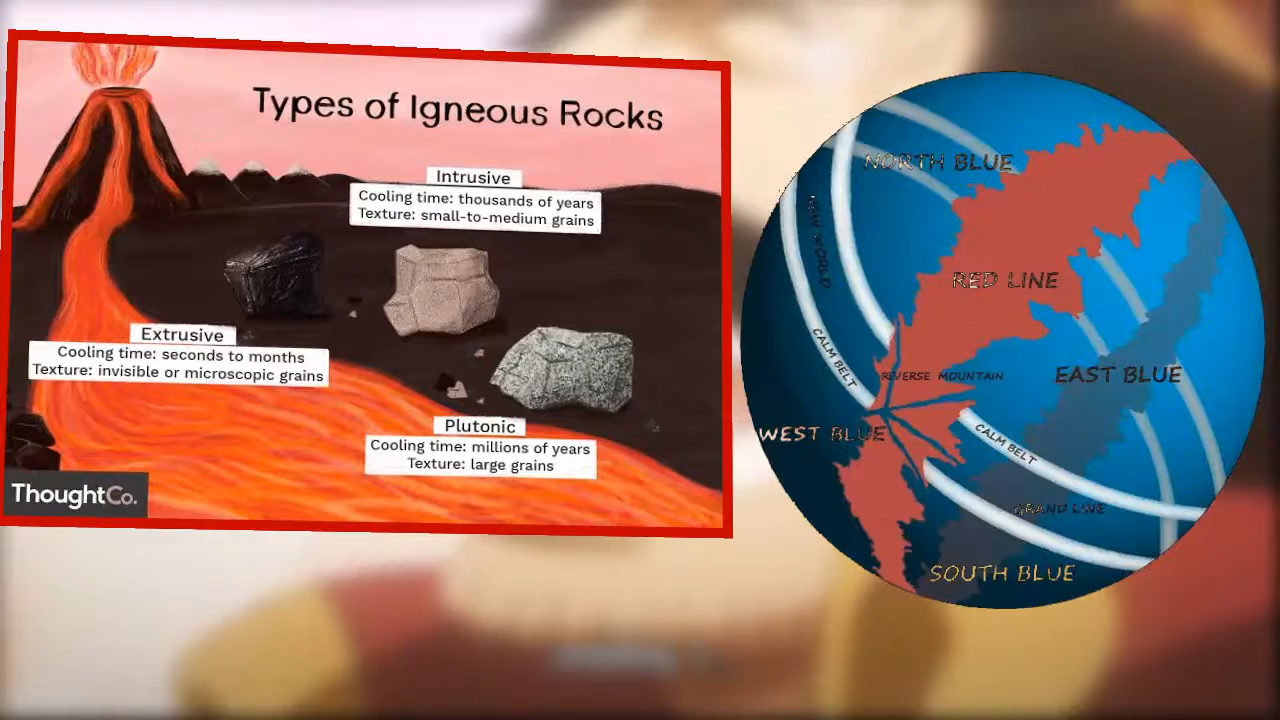 Types of Igneous Rocks
Intrusive
Cooling time: thousands of years
Texture: small-to-medium grains
Extrusive
Cooling time: seconds to months
Texture: invisible or microscopic grains
Plutonic
Cooling time: millions of years
Texture: large grains
ThoughtCo.
NORTH BLUE
NEW WORLD
RED LINE
CALM BELT
REVERSE MOUNTAIN
EAST BLUE
WEST BLUE
CALM BELT
GRAND LINE
SOUTH BLUE